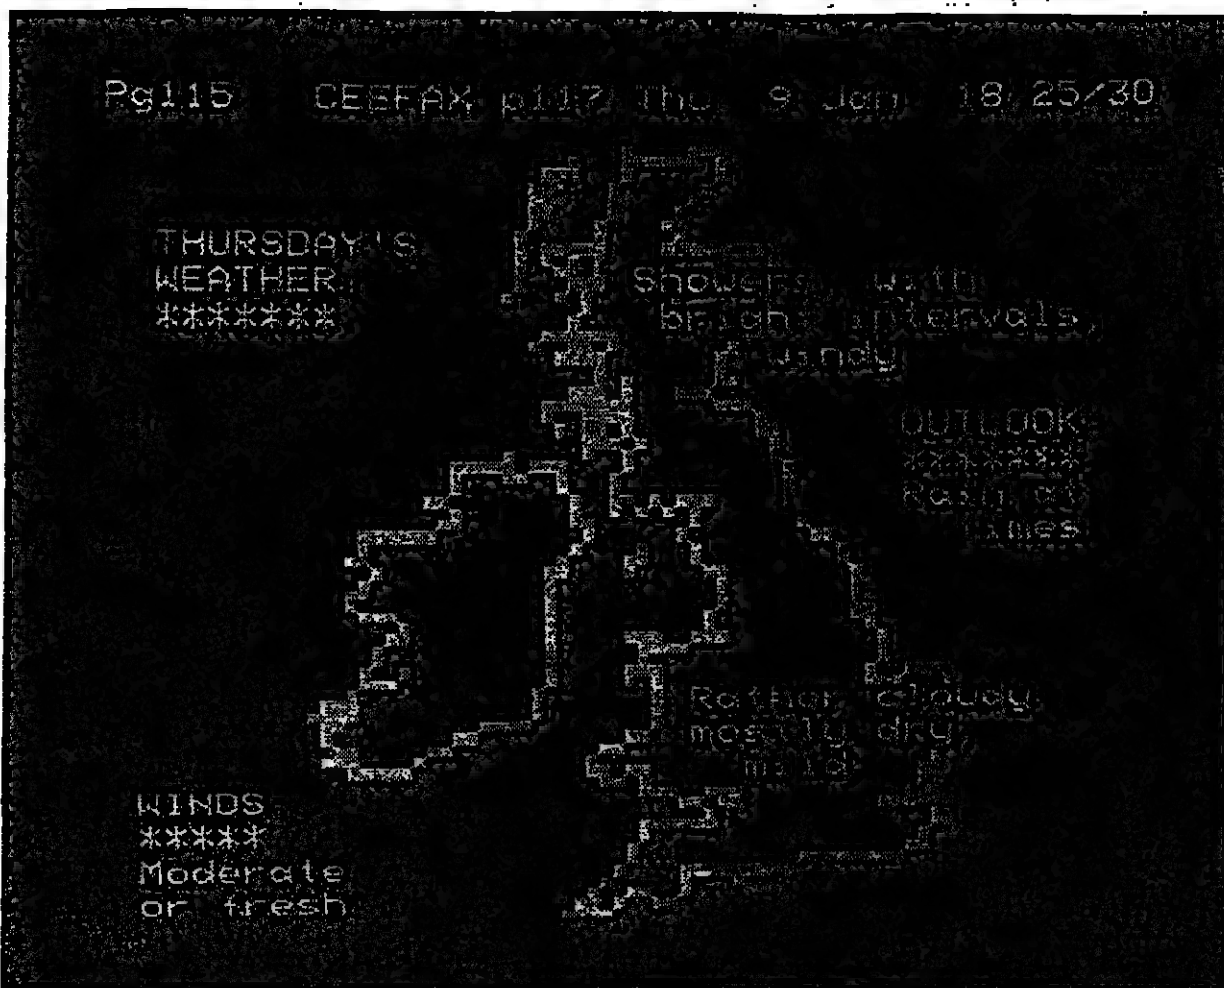 Pg115 CEEFAX p117 Thu 9 Jan 18 25/30
THURSDAY'S
WEATHER
*******
Showers, with
bright intervals,
windy
OUTLOOK
*******
Rain at
times
Rather cloudy,
mostly dry,
mild
WINDS
*****
Moderate
or fresh